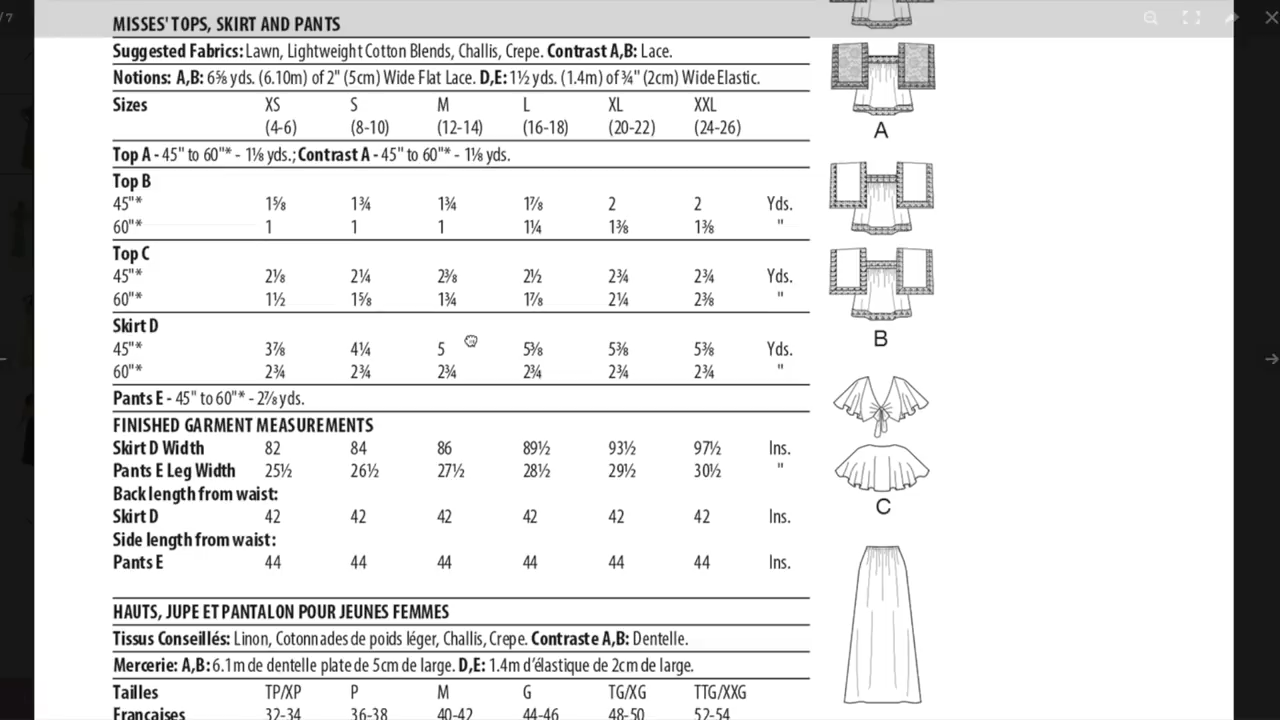 /7
MISSES' TOPS, SKIRT AND PANTS
Suggested Fabrics: Lawn, Lightweight Cotton Blends, Challis, Crepe. Contrast A,B: Lace.
Notions: A,B: 6⅝ yds. (6.10m) of 2" (5cm) Wide Flat Lace. D,E: 1½ yds. (1.4m) of ¾" (2cm) Wide Elastic.
Sizes XS S M L XL XXL
(4-6) (8-10) (12-14) (16-18) (20-22) (24-26)
Top A - 45" to 60"* - 1⅛ yds.; Contrast A - 45" to 60"* - 1⅛ yds.
Top B
45"* 1⅝ 1¾ 1¾ 1⅞ 2 2 Yds.
60"* 1 1 1 1¼ 1⅜ 1⅜ "
Top C
45"* 2⅛ 2¼ 2⅜ 2½ 2¾ 2¾ Yds.
60"* 1½ 1⅝ 1¾ 1⅞ 2¼ 2⅜ "
Skirt D
45"* 3⅞ 4¼ 5 5⅜ 5⅜ 5⅜ Yds.
60"* 2¾ 2¾ 2¾ 2¾ 2¾ 2¾ "
Pants E - 45" to 60"* - 2⅞ yds.
FINISHED GARMENT MEASUREMENTS
Skirt D Width 82 84 86 89½ 93½ 97½ Ins.
Pants E Leg Width 25½ 26½ 27½ 28½ 29½ 30½ "
Back length from waist:
Skirt D 42 42 42 42 42 42 Ins.
Side length from waist:
Pants E 44 44 44 44 44 44 Ins.
HAUTS, JUPE ET PANTALON POUR JEUNES FEMMES
Tissus Conseillés: Linon, Cotonnades de poids léger, Challis, Crepe. Contraste A,B: Dentelle.
Mercerie: A,B: 6.1m de dentelle plate de 5cm de large. D,E: 1.4m d'élastique de 2cm de large.
Tailles TP/XP P M G TG/XG TTG/XXG
Françaises 32-34 36-38 40-42 44-46 48-50 52-54
A
B
C